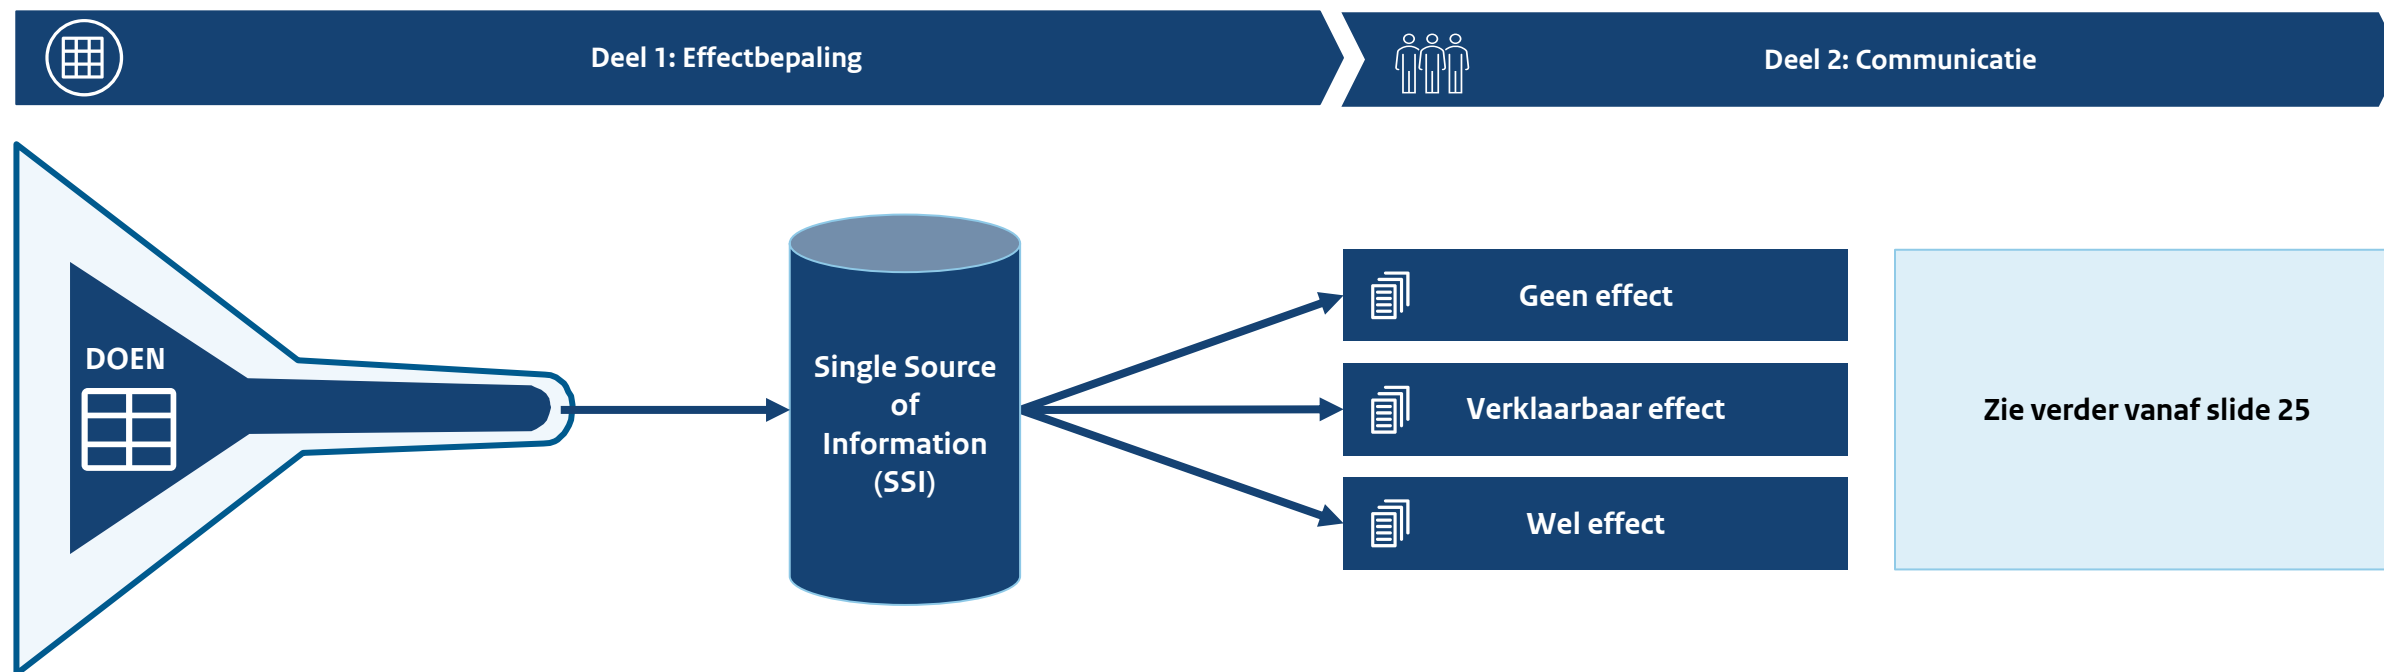 Deel 1: Effectbepaling
Deel 2: Communicatie
DOEN
Single Source
of
Information
(SSI)
Geen effect
Verklaarbaar effect
Wel effect
Zie verder vanaf slide 25